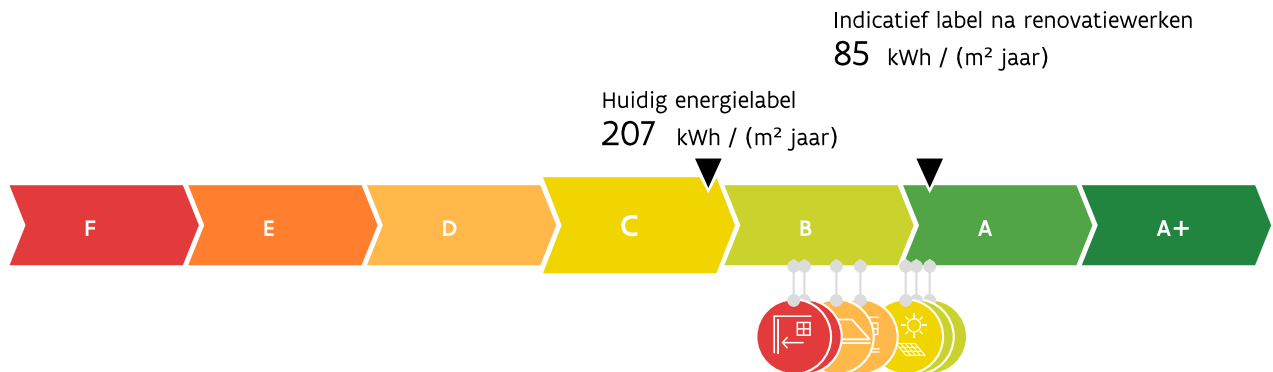 Indicatief label na renovatiewerken
85 kWh / (m² jaar)
Huidig energielabel
207 kWh / (m² jaar)
F E D C B A A+